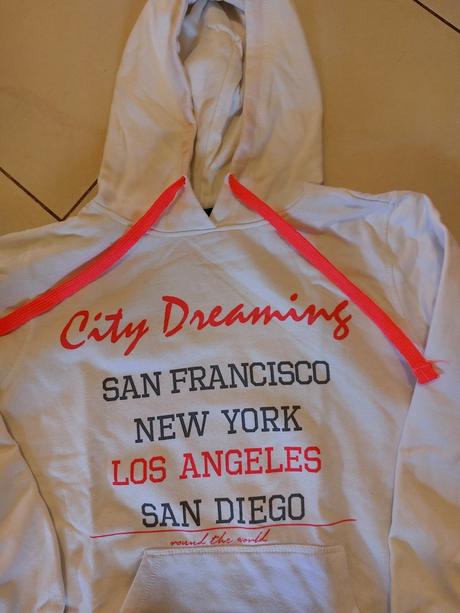 City Dreaming
SAN FRANCISCO
NEW YORK
LOS ANGELES
SAN DIEGO
round the world